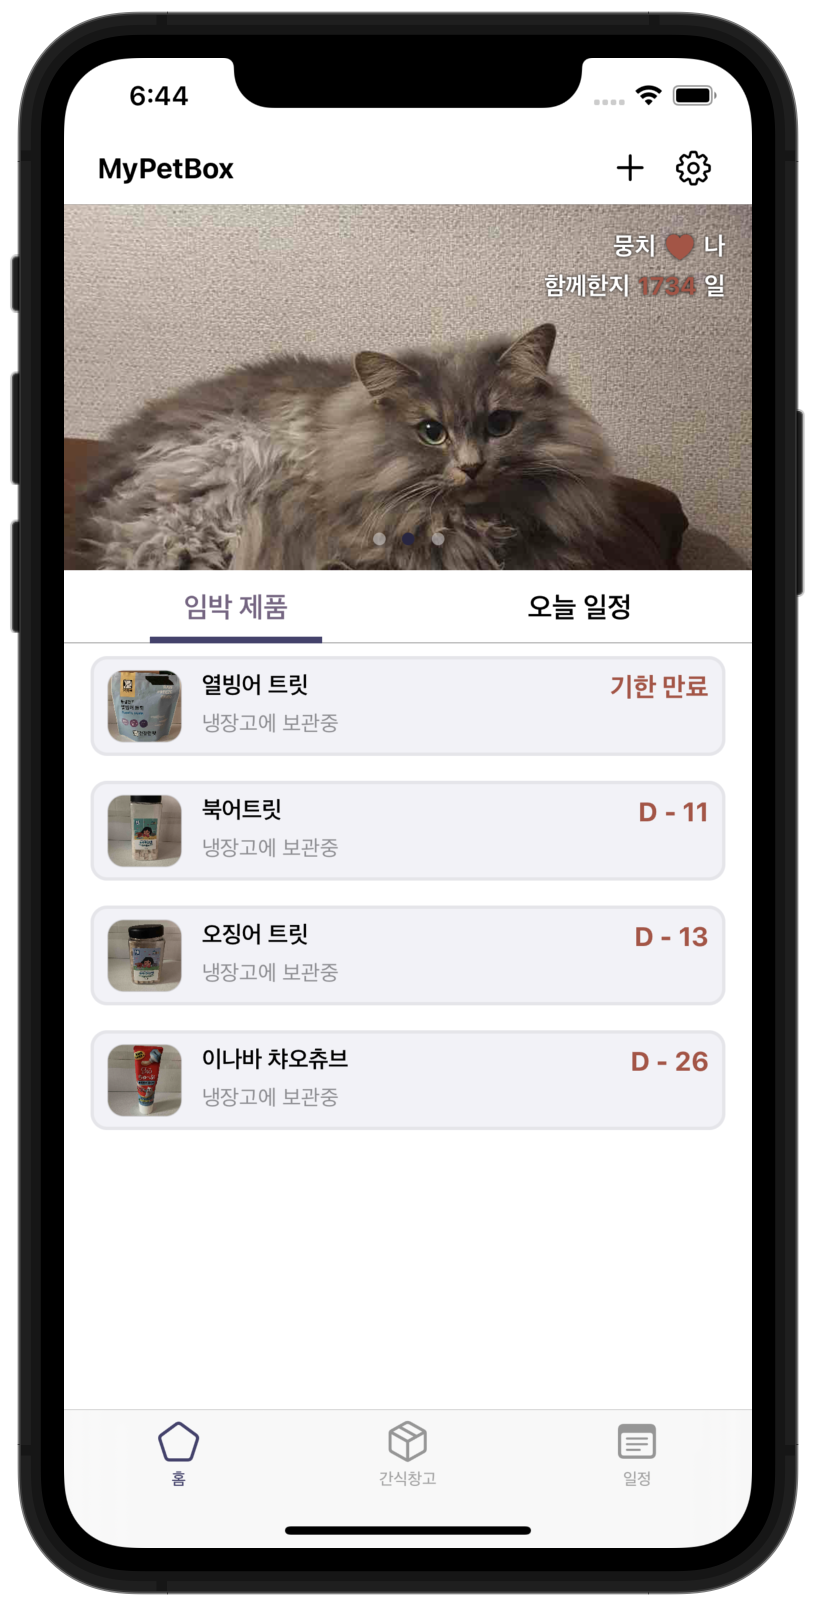 6:44
MyPetBox
뭉치 ❤ 나
함께한지 1734 일
임박 제품
오늘 일정
열빙어 트릿
기한 만료
냉장고에 보관중
북어트릿
D - 11
냉장고에 보관중
오징어 트릿
D - 13
냉장고에 보관중
이나바 챠오츄브
D - 26
냉장고에 보관중
홈
간식창고
일정